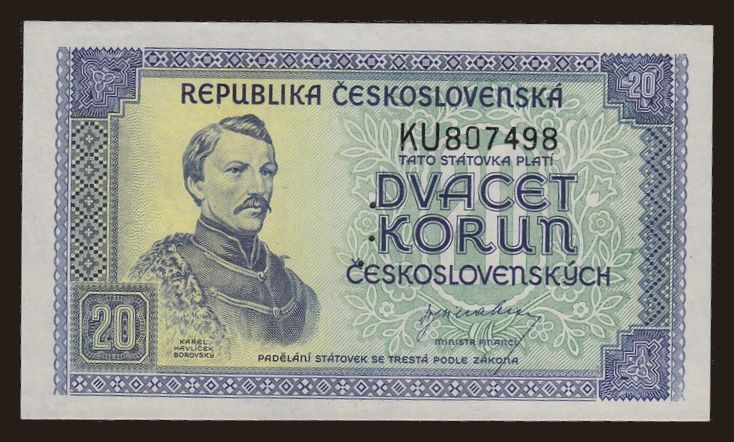 20
REPUBLIKA ČESKOSLOVENSKÁ
KU807498
TATO STÁTOVKA PLATÍ
DVACET
KORUN
ČESKOSLOVENSKÝCH
MINISTR FINANCÍ
KAREL
HAVLÍČEK
BOROVSKÝ
20
PADĚLÁNÍ STÁTOVEK SE TRESTÁ PODLE ZÁKONA